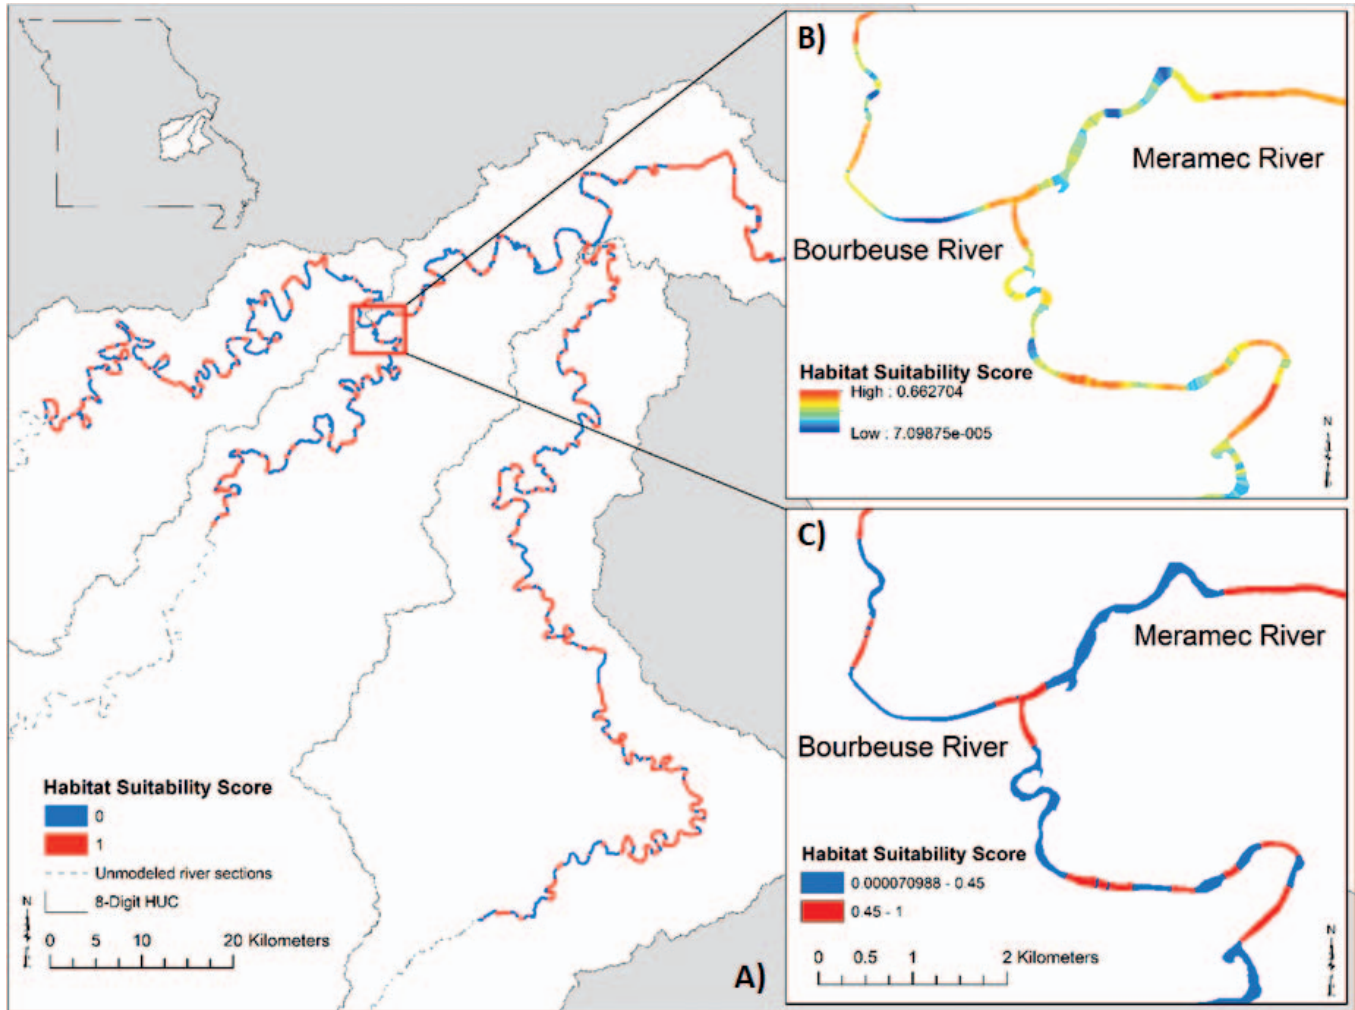 B)
Meramec River
Bourbeuse River
Habitat Suitability Score
High : 0.662704
Low : 7.09875e-005
N
C)
Meramec River
Bourbeuse River
Habitat Suitability Score
0.000070988 - 0.45
0.45 - 1
N
0 0.5 1 2 Kilometers
Habitat Suitability Score
0
1
Unmodeled river sections
8-Digit HUC
N
0 5 10 20 Kilometers
A)